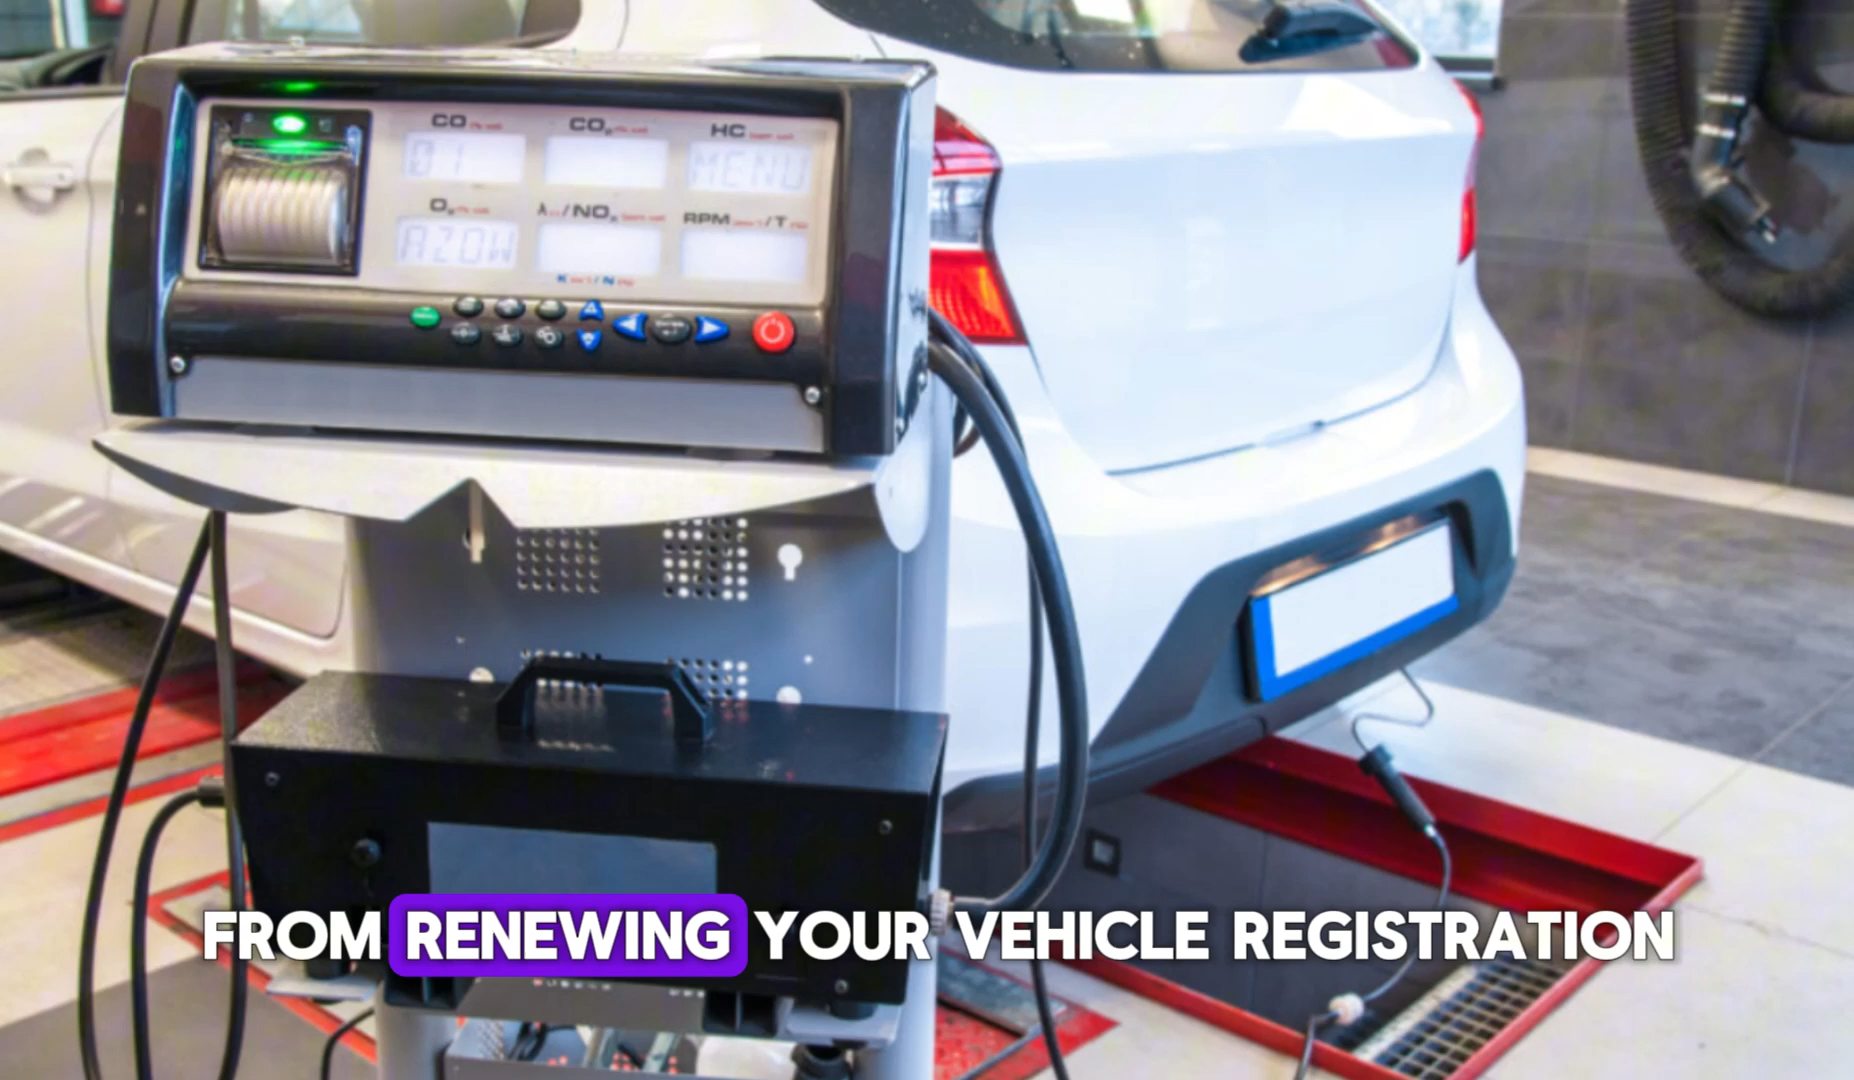 CO CO₂ HC
01 MENU
O₂ λ /NOₓ RPM /T
AZOW
K / N
FROM RENEWING YOUR VEHICLE REGISTRATION